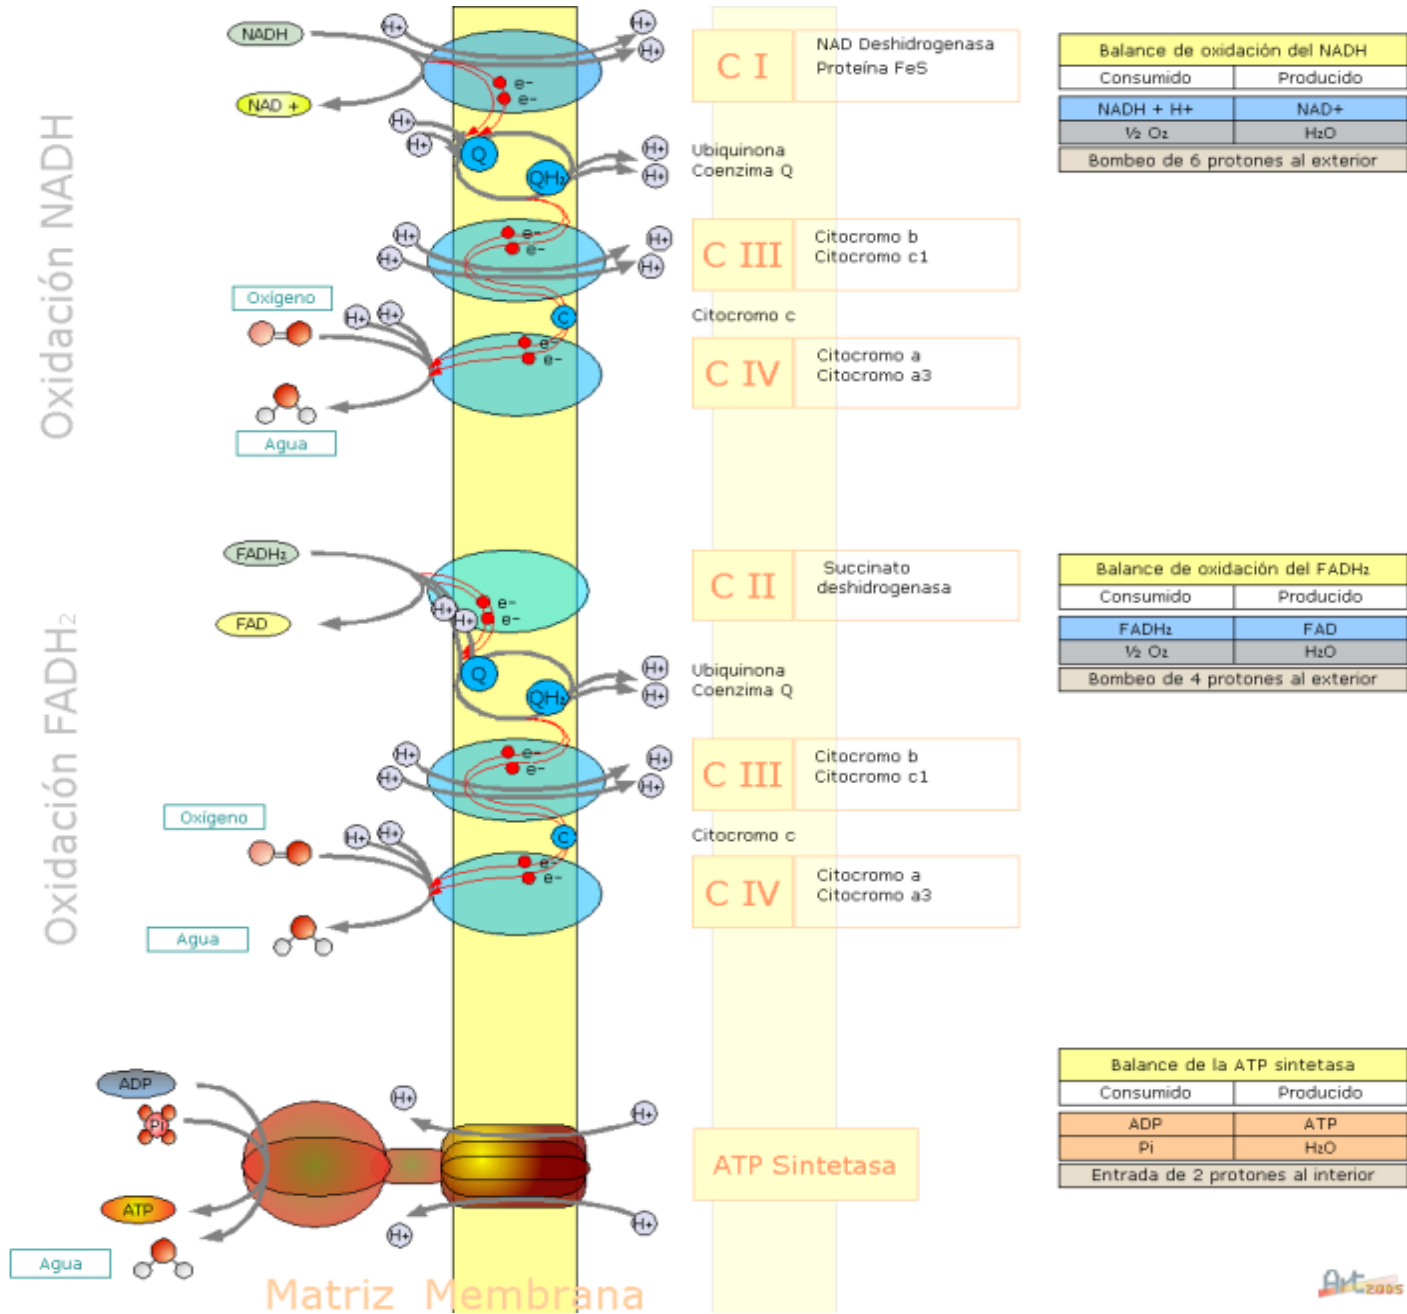 Oxidación NADH
NADH
NAD +
H+
H+
H+
H+
e-
e-
H+
H+
Q
QH₂
H+
H+
H+
H+
e-
e-
H+
H+
Oxígeno
H+
H+
C
e-
e-
Agua
C I
NAD Deshidrogenasa
Proteína FeS
Ubiquinona
Coenzima Q
C III
Citocromo b
Citocromo c1
Citocromo c
C IV
Citocromo a
Citocromo a3
Balance de oxidación del NADH
Consumido Producido
NADH + H+ NAD+
½ O₂ H₂O
Bombeo de 6 protones al exterior
Oxidación FADH₂
FADH₂
FAD
H+
H+
e-
e-
Q
QH₂
H+
H+
H+
H+
e-
e-
H+
H+
Oxígeno
H+
H+
C
e-
e-
Agua
C II
Succinato
deshidrogenasa
Ubiquinona
Coenzima Q
C III
Citocromo b
Citocromo c1
Citocromo c
C IV
Citocromo a
Citocromo a3
Balance de oxidación del FADH₂
Consumido Producido
FADH₂ FAD
½ O₂ H₂O
Bombeo de 4 protones al exterior
ADP
Pi
ATP
Agua
H+
H+
H+
H+
ATP Sintetasa
Balance de la ATP sintetasa
Consumido Producido
ADP ATP
Pi H₂O
Entrada de 2 protones al interior
Matriz Membrana
Art 2005